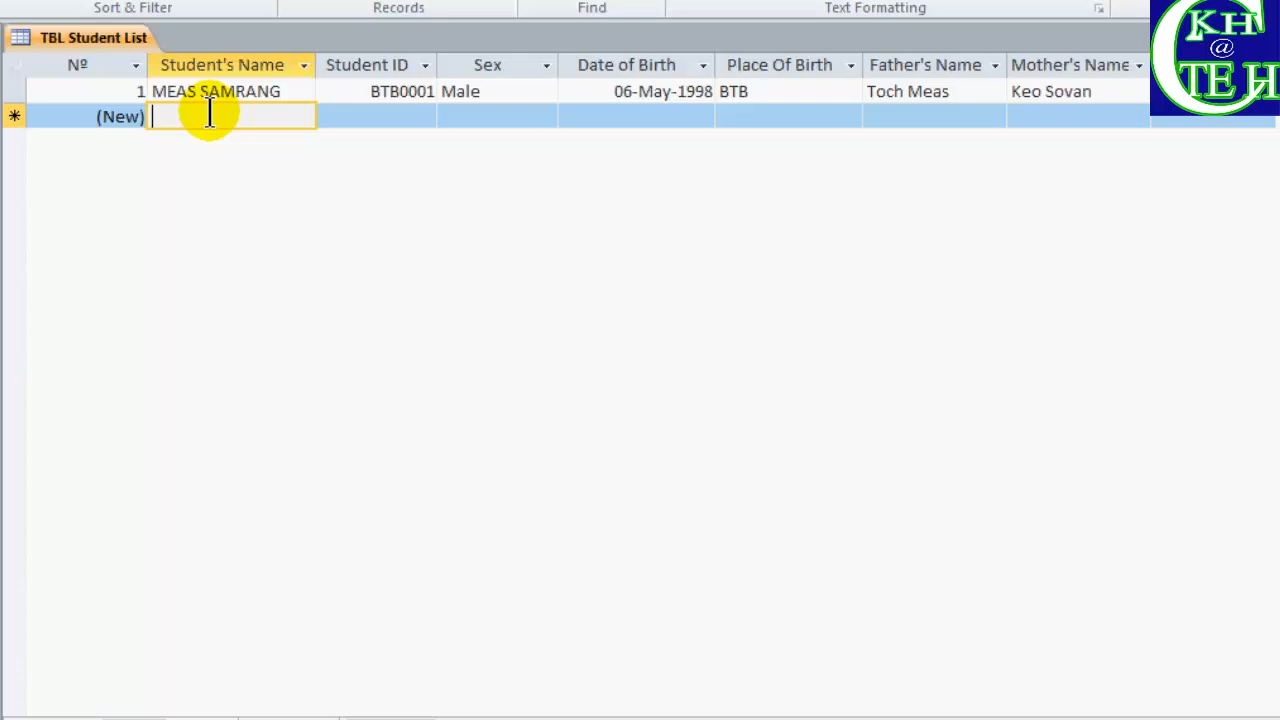 Sort & Filter Records Find Text Formatting
TBL Student List
Nº Student's Name Student ID Sex Date of Birth Place Of Birth Father's Name Mother's Name
1 MEAS SAMRANG BTB0001 Male 06-May-1998 BTB Toch Meas Keo Sovan
(New)
KH
@
TEH